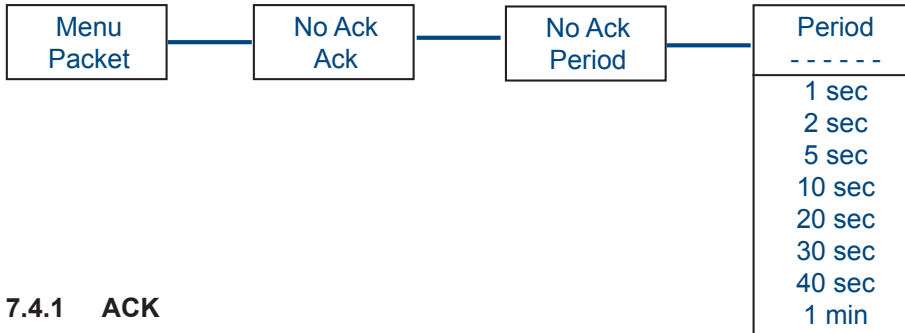 Menu
Packet
No Ack
Ack
No Ack
Period
Period
- - - - - -
1 sec
2 sec
5 sec
10 sec
20 sec
30 sec
40 sec
1 min
7.4.1 ACK